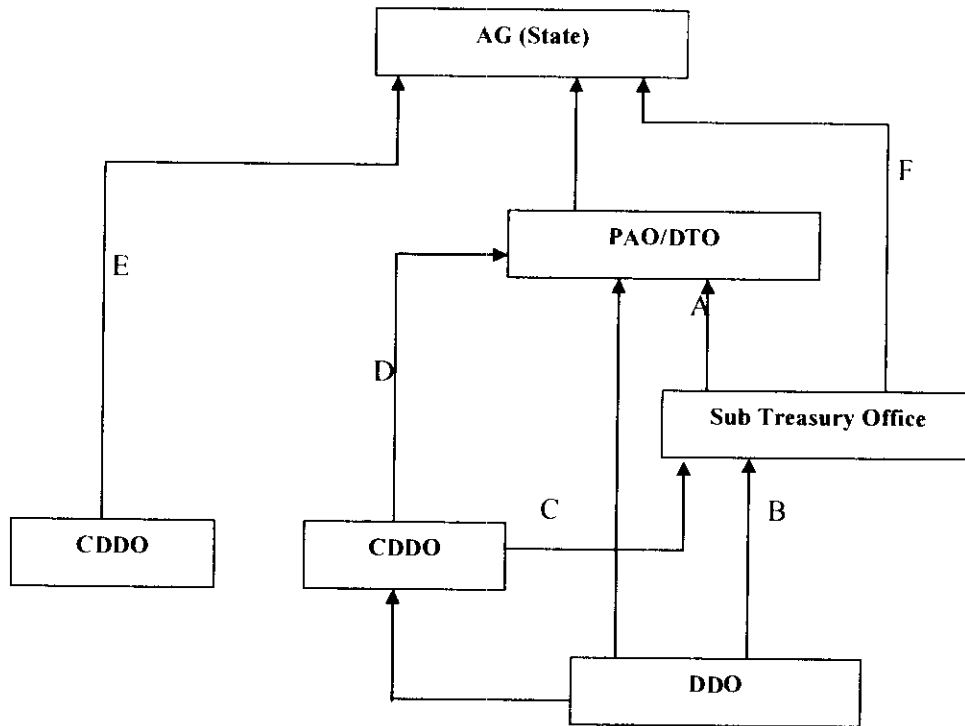 AG (State)
F
PAO/DTO
E
A
D
Sub Treasury Office
C
B
CDDO
CDDO
DDO